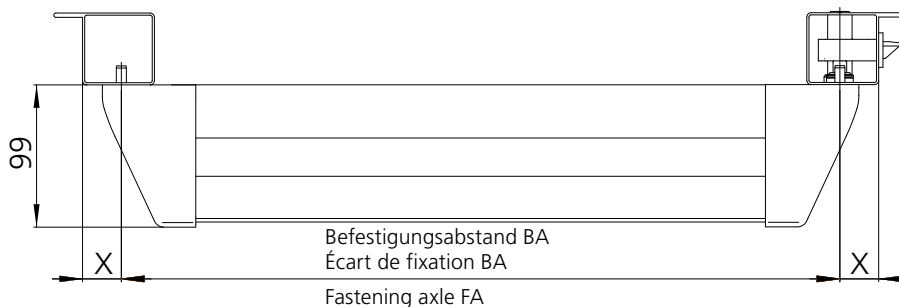 99
Befestigungsabstand BA
Écart de fixation BA
X
X
Fastening axle FA